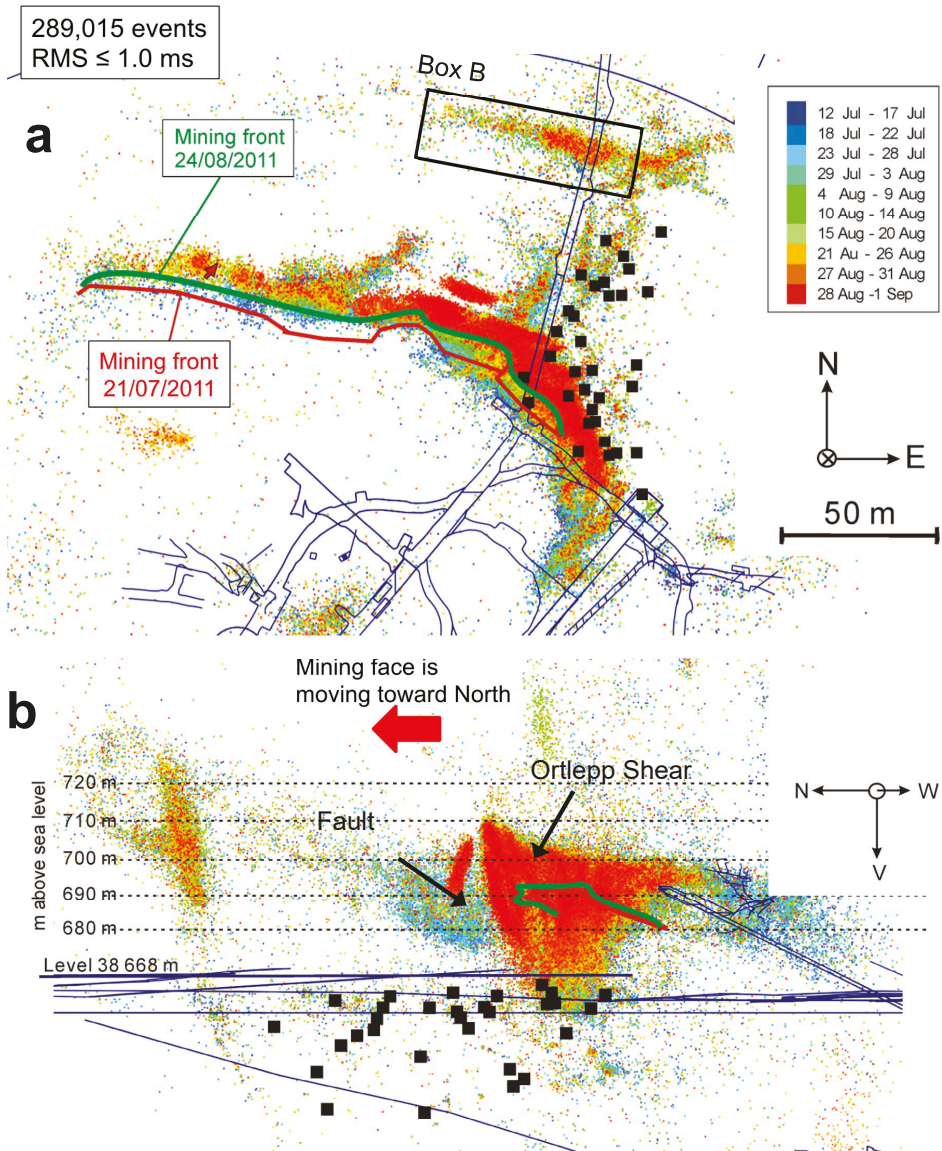 289,015 events
RMS ≤ 1.0 ms
a
Box B
Mining front
24/08/2011
Mining front
21/07/2011
12 Jul - 17 Jul
18 Jul - 22 Jul
23 Jul - 28 Jul
29 Jul - 3 Aug
4 Aug - 9 Aug
10 Aug - 14 Aug
15 Aug - 20 Aug
21 Au - 26 Aug
27 Aug - 31 Aug
28 Aug -1 Sep
N
E
50 m
b
Mining face is
moving toward North
Ortlepp Shear
Fault
m above sea level
720 m
710 m
700 m
690 m
680 m
Level 38 668 m
N
W
V